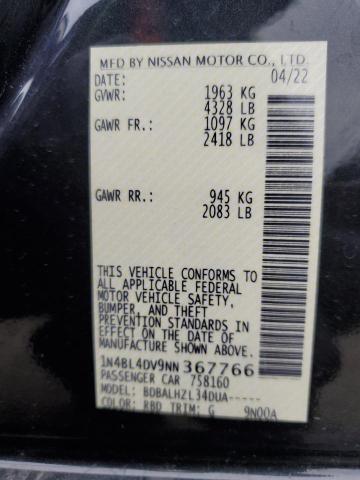 MFD BY NISSAN MOTOR CO., LTD.
DATE: 04/22
GVWR: 1963 KG
4328 LB
GAWR FR.: 1097 KG
2418 LB
GAWR RR.: 945 KG
2083 LB
THIS VEHICLE CONFORMS TO
ALL APPLICABLE FEDERAL
MOTOR VEHICLE SAFETY,
BUMPER, AND THEFT
PREVENTION STANDARDS IN
EFFECT ON THE DATE OF
MANUFACTURE SHOWN ABOVE.
1N4BL4DV9NN367766
PASSENGER CAR 758160
MODEL: BDBALHZL34DUA-----
COLOR: RBD TRIM: G 9N00A